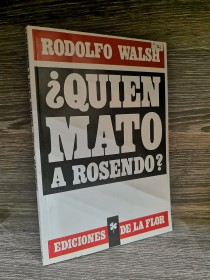 RODOLFO WALSH
¿QUIEN
MATO
A ROSENDO?
EDICIONES DE LA FLOR